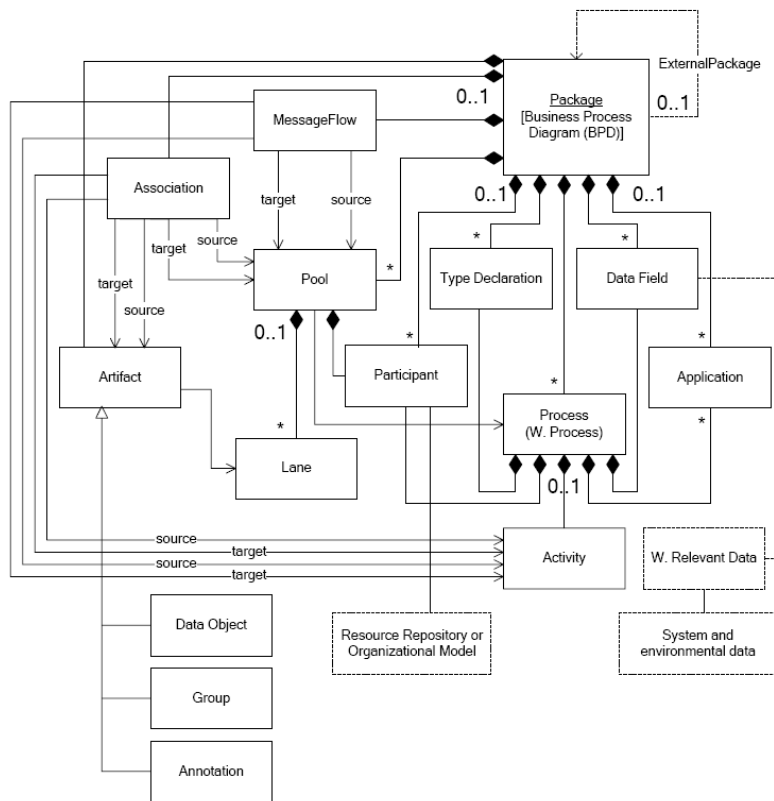 ExternalPackage
0..1
0..1
Package
[Business Process
Diagram (BPD)]
MessageFlow
Association
target
source
0..1
0..1
target
source
target
source
*
*
*
Pool
Type Declaration
Data Field
0..1
*
*
Artifact
Participant
Application
*
*
*
Process
(W. Process)
Lane
0..1
source
target
source
target
Activity
W. Relevant Data
Data Object
Resource Repository or
Organizational Model
System and
environmental data
Group
Annotation